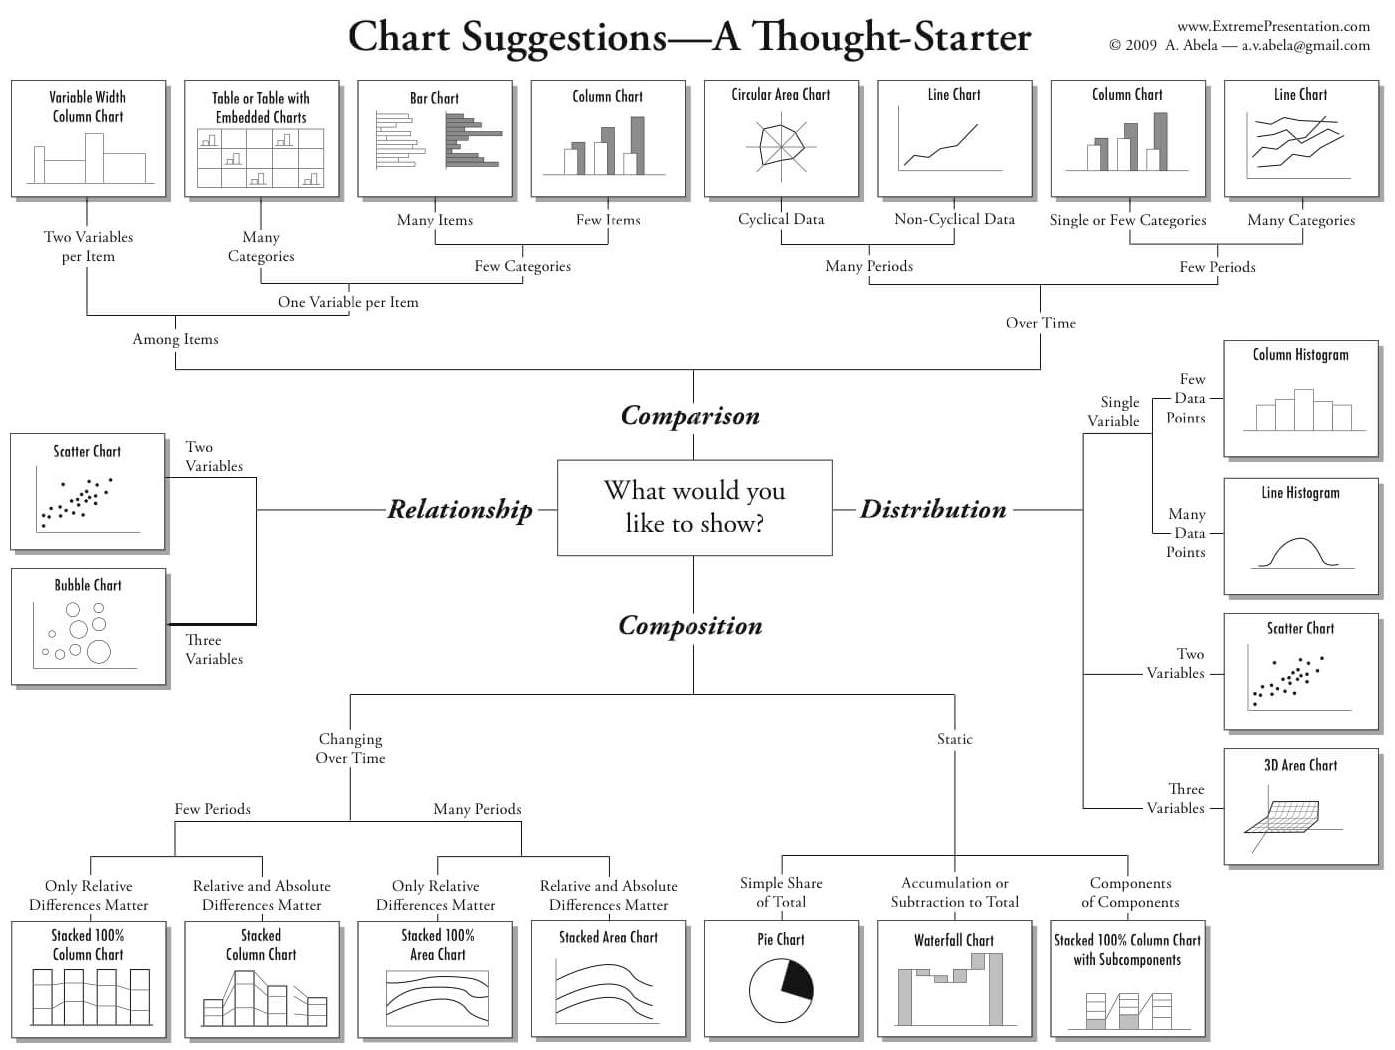 Chart Suggestions—A Thought-Starter
www.ExtremePresentation.com
© 2009 A. Abela — a.v.abela@gmail.com
Variable Width
Column Chart
Table or Table with
Embedded Charts
Bar Chart
Column Chart
Circular Area Chart
Line Chart
Column Chart
Line Chart
Two Variables
per Item
Many
Categories
Many Items
Few Items
Cyclical Data
Non-Cyclical Data
Single or Few Categories
Many Categories
Few Categories
Many Periods
Few Periods
One Variable per Item
Among Items
Over Time
Comparison
What would you
like to show?
Relationship
Two
Variables
Scatter Chart
Three
Variables
Bubble Chart
Distribution
Single
Variable
Few
Data
Points
Column Histogram
Many
Data
Points
Line Histogram
Two
Variables
Scatter Chart
Three
Variables
3D Area Chart
Composition
Changing
Over Time
Static
Few Periods
Many Periods
Only Relative
Differences Matter
Relative and Absolute
Differences Matter
Only Relative
Differences Matter
Relative and Absolute
Differences Matter
Simple Share
of Total
Accumulation or
Subtraction to Total
Components
of Components
Stacked 100%
Column Chart
Stacked
Column Chart
Stacked 100%
Area Chart
Stacked Area Chart
Pie Chart
Waterfall Chart
Stacked 100% Column Chart
with Subcomponents